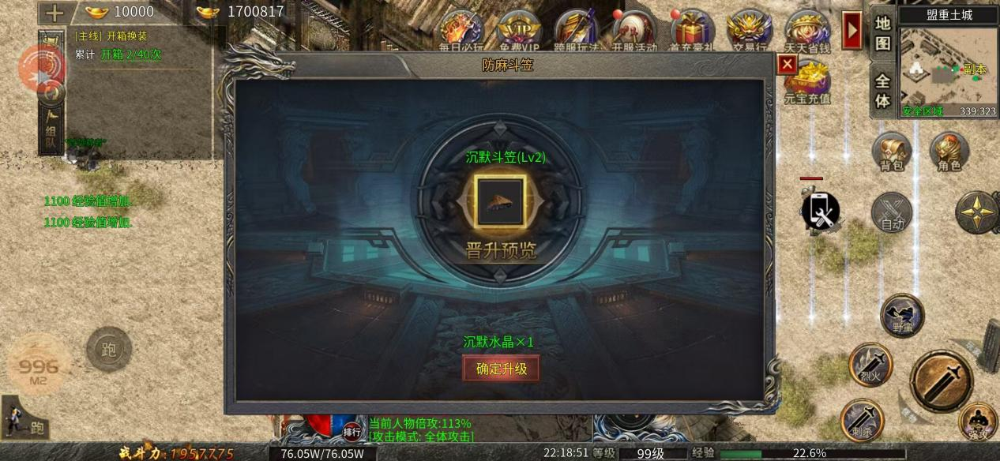 10000
1700817
[主线] 开箱换装
累计 开箱 2/40次
组队
1100 经验值增加.
1100 经验值增加.
996
M2
跑
跑
每日必玩
免费VIP
跨服玩法
开服活动
首充豪礼
交易行
天天省钱
元宝充值
地图
全体
盟重土城
副本
安全区域
339:323
背包
角色
自动
野蛮
烈火
刺杀
强攻
防麻斗笠
沉默斗笠(Lv2)
晋升预览
沉默水晶×1
确定升级
排行
当前人物倍攻:113%
[攻击模式: 全体攻击]
战斗力:1957775
76.05W/76.05W
22:18:51
等级
99级
经验
22.6%